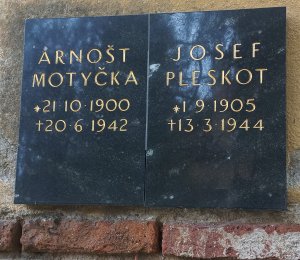 ARNOŠT
MOTYČKA
*21·10·1900
†20·6·1942
JOSEF
PLESKOT
*1·9·1905
†13·3·1944